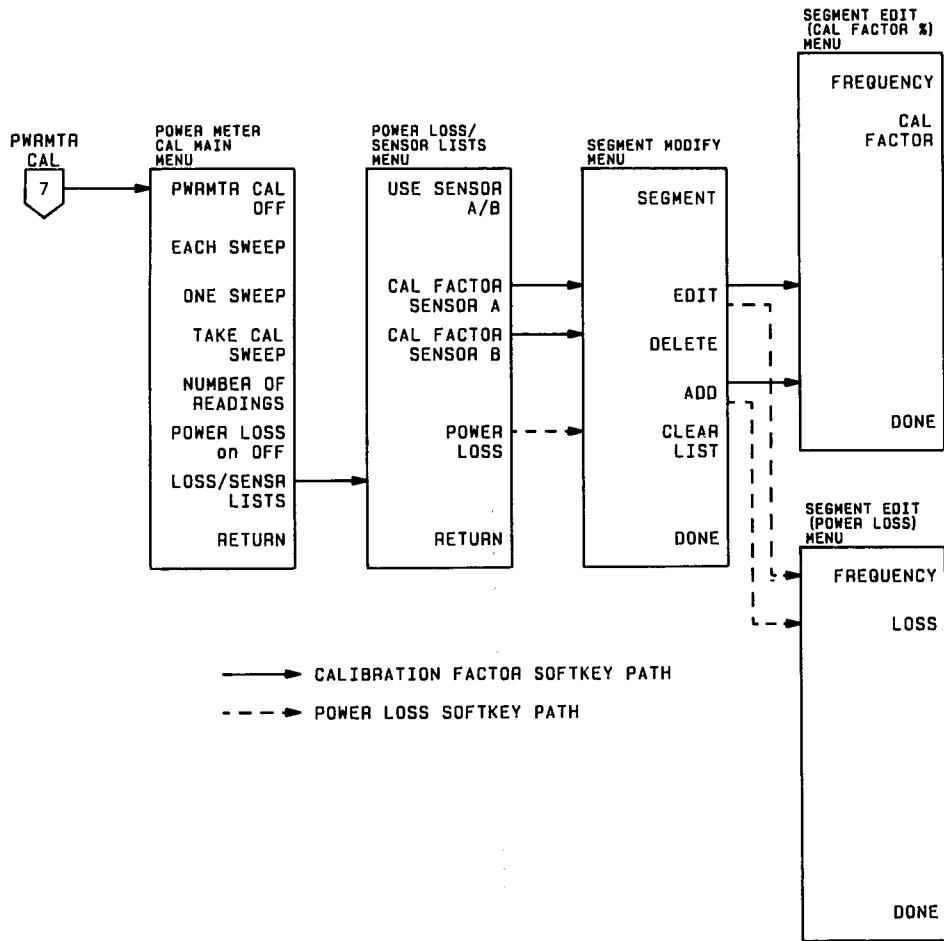 PWRMTR
CAL
7
POWER METER
CAL MAIN
MENU
PWRMTR CAL
OFF
EACH SWEEP
ONE SWEEP
TAKE CAL
SWEEP
NUMBER OF
READINGS
POWER LOSS
on OFF
LOSS/SENSR
LISTS
RETURN
POWER LOSS/
SENSOR LISTS
MENU
USE SENSOR
A/B
CAL FACTOR
SENSOR A
CAL FACTOR
SENSOR B
POWER
LOSS
RETURN
SEGMENT MODIFY
MENU
SEGMENT
EDIT
DELETE
ADD
CLEAR
LIST
DONE
SEGMENT EDIT
(CAL FACTOR %)
MENU
FREQUENCY
CAL
FACTOR
DONE
SEGMENT EDIT
(POWER LOSS)
MENU
FREQUENCY
LOSS
DONE
CALIBRATION FACTOR SOFTKEY PATH
POWER LOSS SOFTKEY PATH